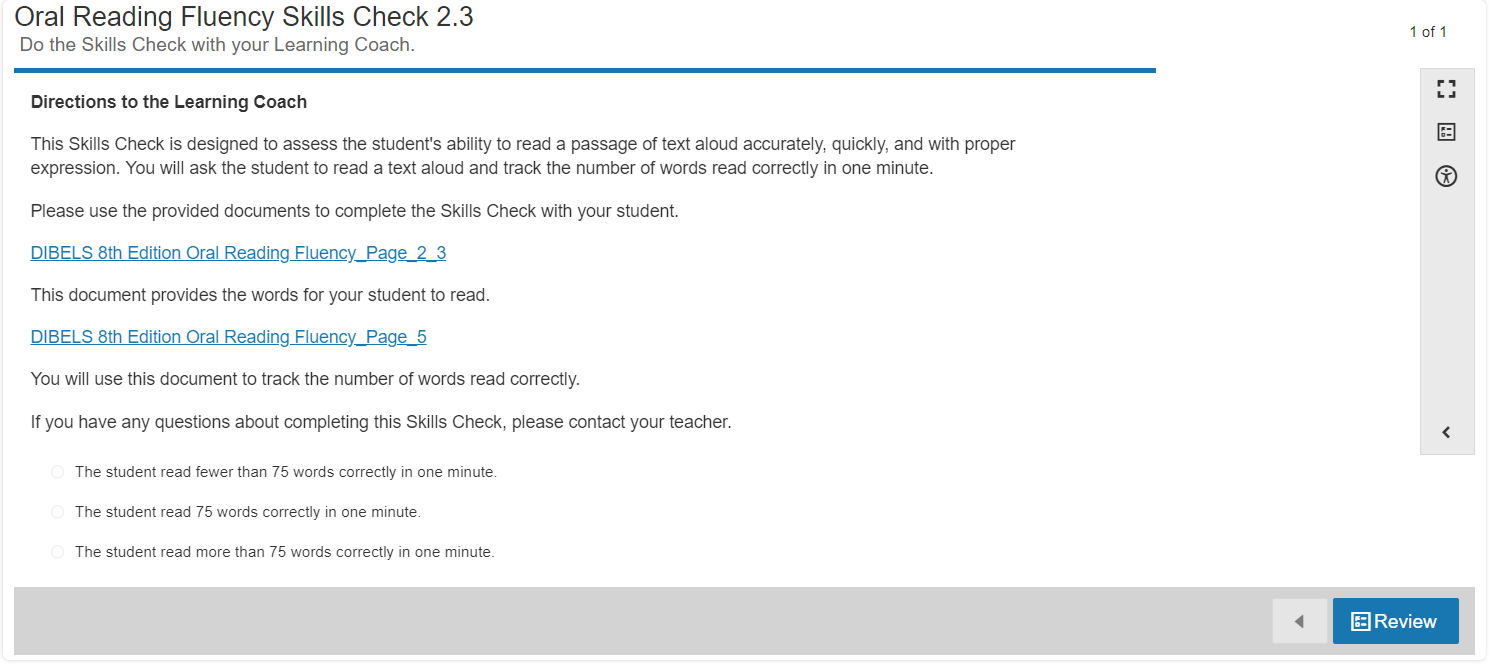 Oral Reading Fluency Skills Check 2.3
Do the Skills Check with your Learning Coach.
1 of 1
Directions to the Learning Coach
This Skills Check is designed to assess the student's ability to read a passage of text aloud accurately, quickly, and with proper
expression. You will ask the student to read a text aloud and track the number of words read correctly in one minute.
Please use the provided documents to complete the Skills Check with your student.
DIBELS 8th Edition Oral Reading Fluency_Page_2_3
This document provides the words for your student to read.
DIBELS 8th Edition Oral Reading Fluency_Page_5
You will use this document to track the number of words read correctly.
If you have any questions about completing this Skills Check, please contact your teacher.
The student read fewer than 75 words correctly in one minute.
The student read 75 words correctly in one minute.
The student read more than 75 words correctly in one minute.
Review